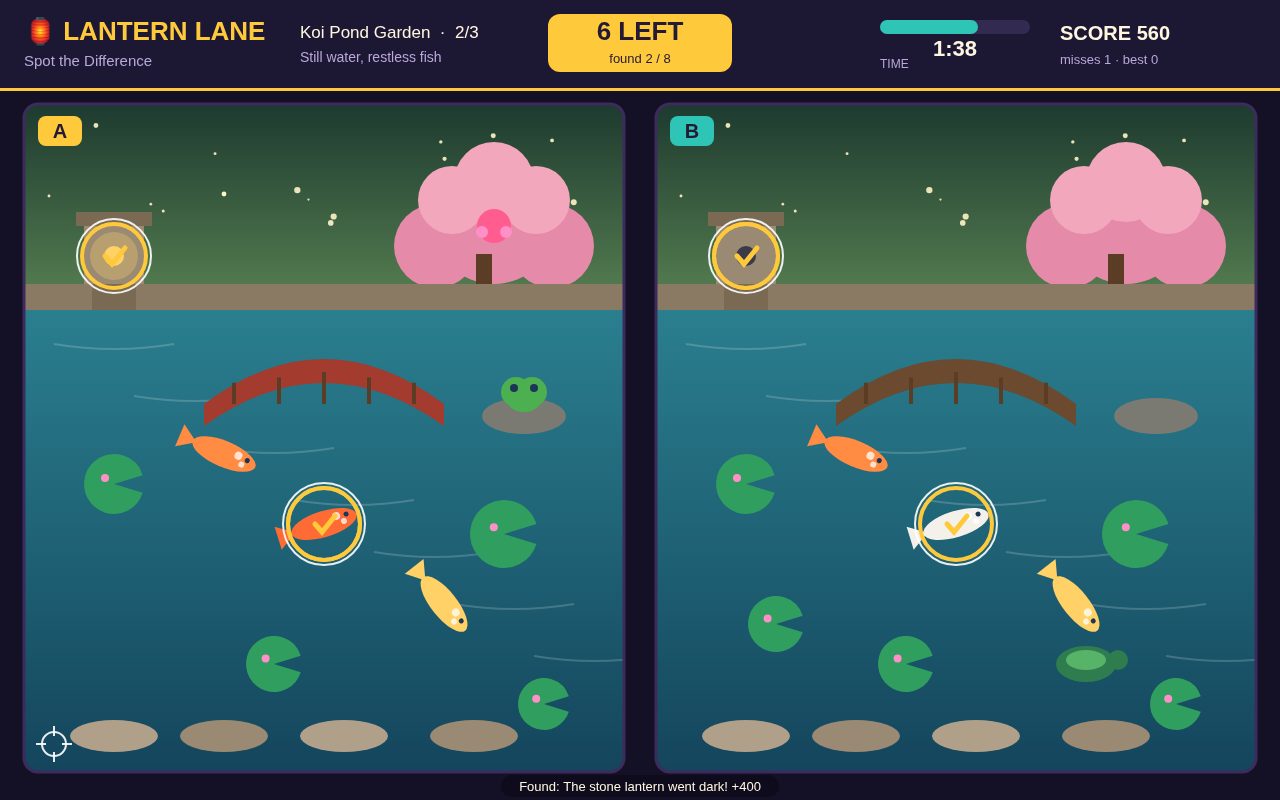 🏮 LANTERN LANE
Spot the Difference
Koi Pond Garden · 2/3
Still water, restless fish
6 LEFT
found 2 / 8
1:38
TIME
SCORE 560
misses 1 · best 0
A
B
Found: The stone lantern went dark! +400